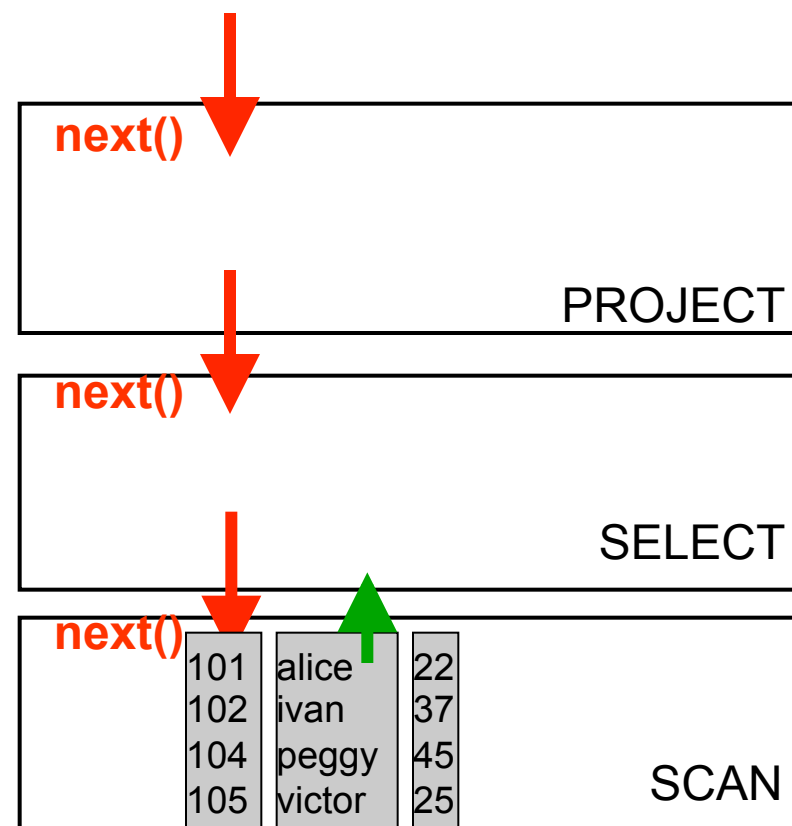 next()
PROJECT
next()
SELECT
next()
101 alice 22
102 ivan 37
104 peggy 45
105 victor 25
SCAN